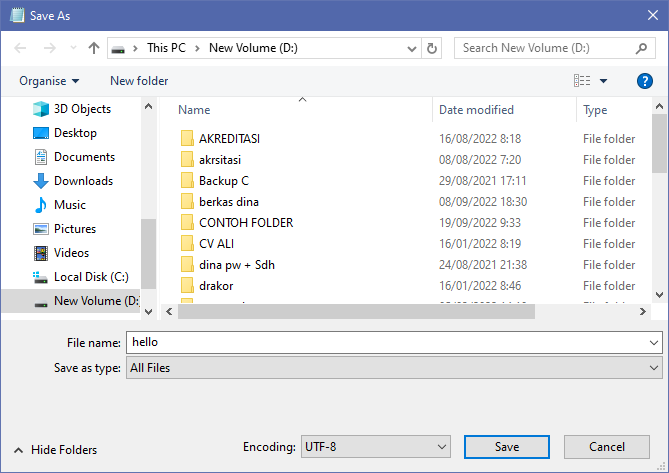 Save As
This PC > New Volume (D:)
Search New Volume (D:)
Organise
New folder
?
Name
Date modified
Type
3D Objects
Desktop
Documents
Downloads
Music
Pictures
Videos
Local Disk (C:)
New Volume (D:
AKREDITASI 16/08/2022 8:18 File folder
akrsitasi 08/08/2022 7:20 File folder
Backup C 29/08/2021 17:11 File folder
berkas dina 08/09/2022 18:30 File folder
CONTOH FOLDER 19/09/2022 9:33 File folder
CV ALI 16/01/2022 8:19 File folder
dina pw + Sdh 24/08/2021 21:38 File folder
drakor 16/01/2022 8:46 File folder
File name: hello
Save as type: All Files
Hide Folders
Encoding: UTF-8
Save
Cancel